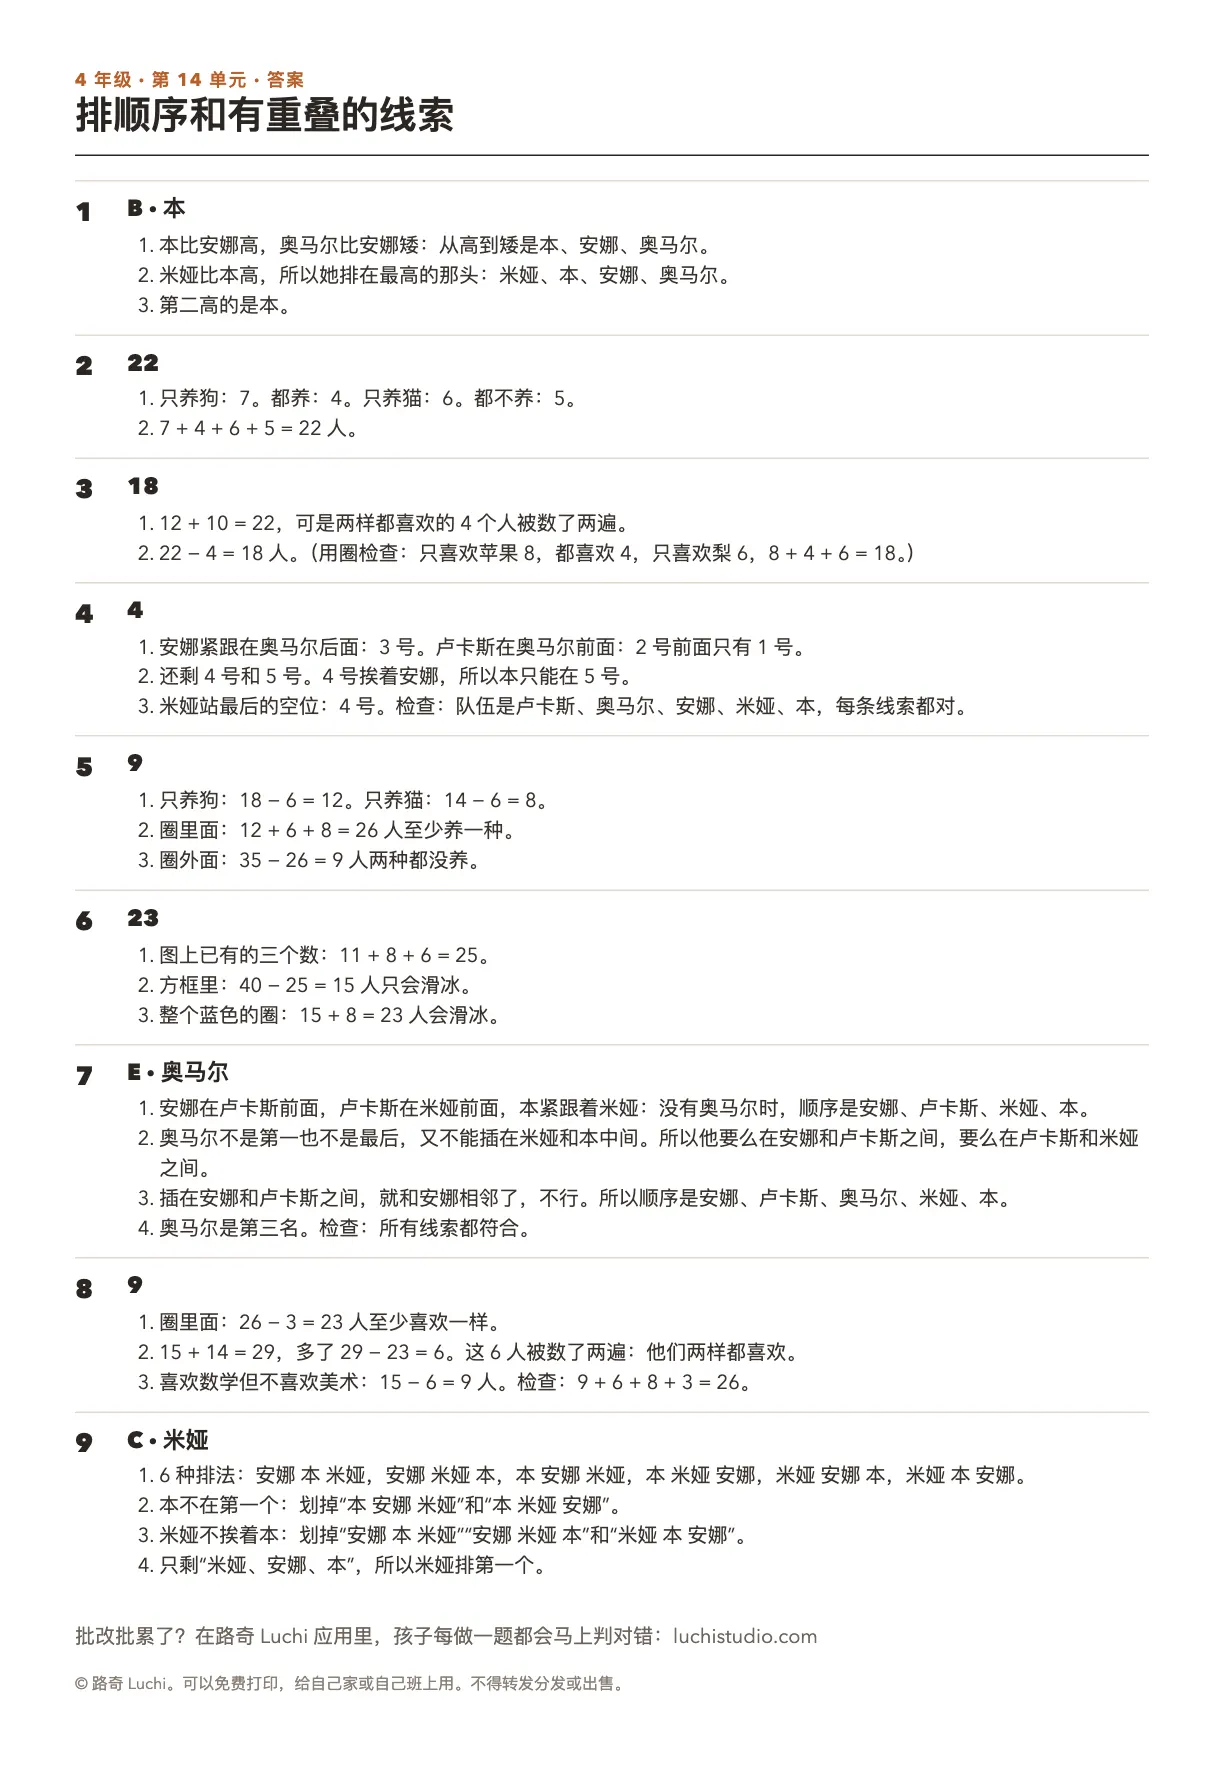 4 年级 · 第 14 单元 · 答案
排顺序和有重叠的线索
1 B • 本
1. 本比安娜高，奥马尔比安娜矮：从高到矮是本、安娜、奥马尔。
2. 米娅比本高，所以她排在最高的那头：米娅、本、安娜、奥马尔。
3. 第二高的是本。
2 22
1. 只养狗：7。都养：4。只养猫：6。都不养：5。
2. 7 + 4 + 6 + 5 = 22 人。
3 18
1. 12 + 10 = 22，可是两样都喜欢的 4 个人被数了两遍。
2. 22 − 4 = 18 人。（用圈检查：只喜欢苹果 8，都喜欢 4，只喜欢梨 6，8 + 4 + 6 = 18。）
4 4
1. 安娜紧跟在奥马尔后面：3 号。卢卡斯在奥马尔前面：2 号前面只有 1 号。
2. 还剩 4 号和 5 号。4 号挨着安娜，所以本只能在 5 号。
3. 米娅站最后的空位：4 号。检查：队伍是卢卡斯、奥马尔、安娜、米娅、本，每条线索都对。
5 9
1. 只养狗：18 − 6 = 12。只养猫：14 − 6 = 8。
2. 圈里面：12 + 6 + 8 = 26 人至少养一种。
3. 圈外面：35 − 26 = 9 人两种都没养。
6 23
1. 图上已有的三个数：11 + 8 + 6 = 25。
2. 方框里：40 − 25 = 15 人只会滑冰。
3. 整个蓝色的圈：15 + 8 = 23 人会滑冰。
7 E • 奥马尔
1. 安娜在卢卡斯前面，卢卡斯在米娅前面，本紧跟着米娅：没有奥马尔时，顺序是安娜、卢卡斯、米娅、本。
2. 奥马尔不是第一也不是最后，又不能插在米娅和本中间。所以他要么在安娜和卢卡斯之间，要么在卢卡斯和米娅
之间。
3. 插在安娜和卢卡斯之间，就和安娜相邻了，不行。所以顺序是安娜、卢卡斯、奥马尔、米娅、本。
4. 奥马尔是第三名。检查：所有线索都符合。
8 9
1. 圈里面：26 − 3 = 23 人至少喜欢一样。
2. 15 + 14 = 29，多了 29 − 23 = 6。这 6 人被数了两遍：他们两样都喜欢。
3. 喜欢数学但不喜欢美术：15 − 6 = 9 人。检查：9 + 6 + 8 + 3 = 26。
9 C • 米娅
1. 6 种排法：安娜 本 米娅，安娜 米娅 本，本 安娜 米娅，本 米娅 安娜，米娅 安娜 本，米娅 本 安娜。
2. 本不在第一个：划掉“本 安娜 米娅”和“本 米娅 安娜”。
3. 米娅不挨着本：划掉“安娜 本 米娅”“安娜 米娅 本”和“米娅 本 安娜”。
4. 只剩“米娅、安娜、本”，所以米娅排第一个。
批改批累了？在路奇 Luchi 应用里，孩子每做一题都会马上判对错：luchistudio.com
© 路奇 Luchi。可以免费打印，给自己家或自己班上用。不得转发分发或出售。